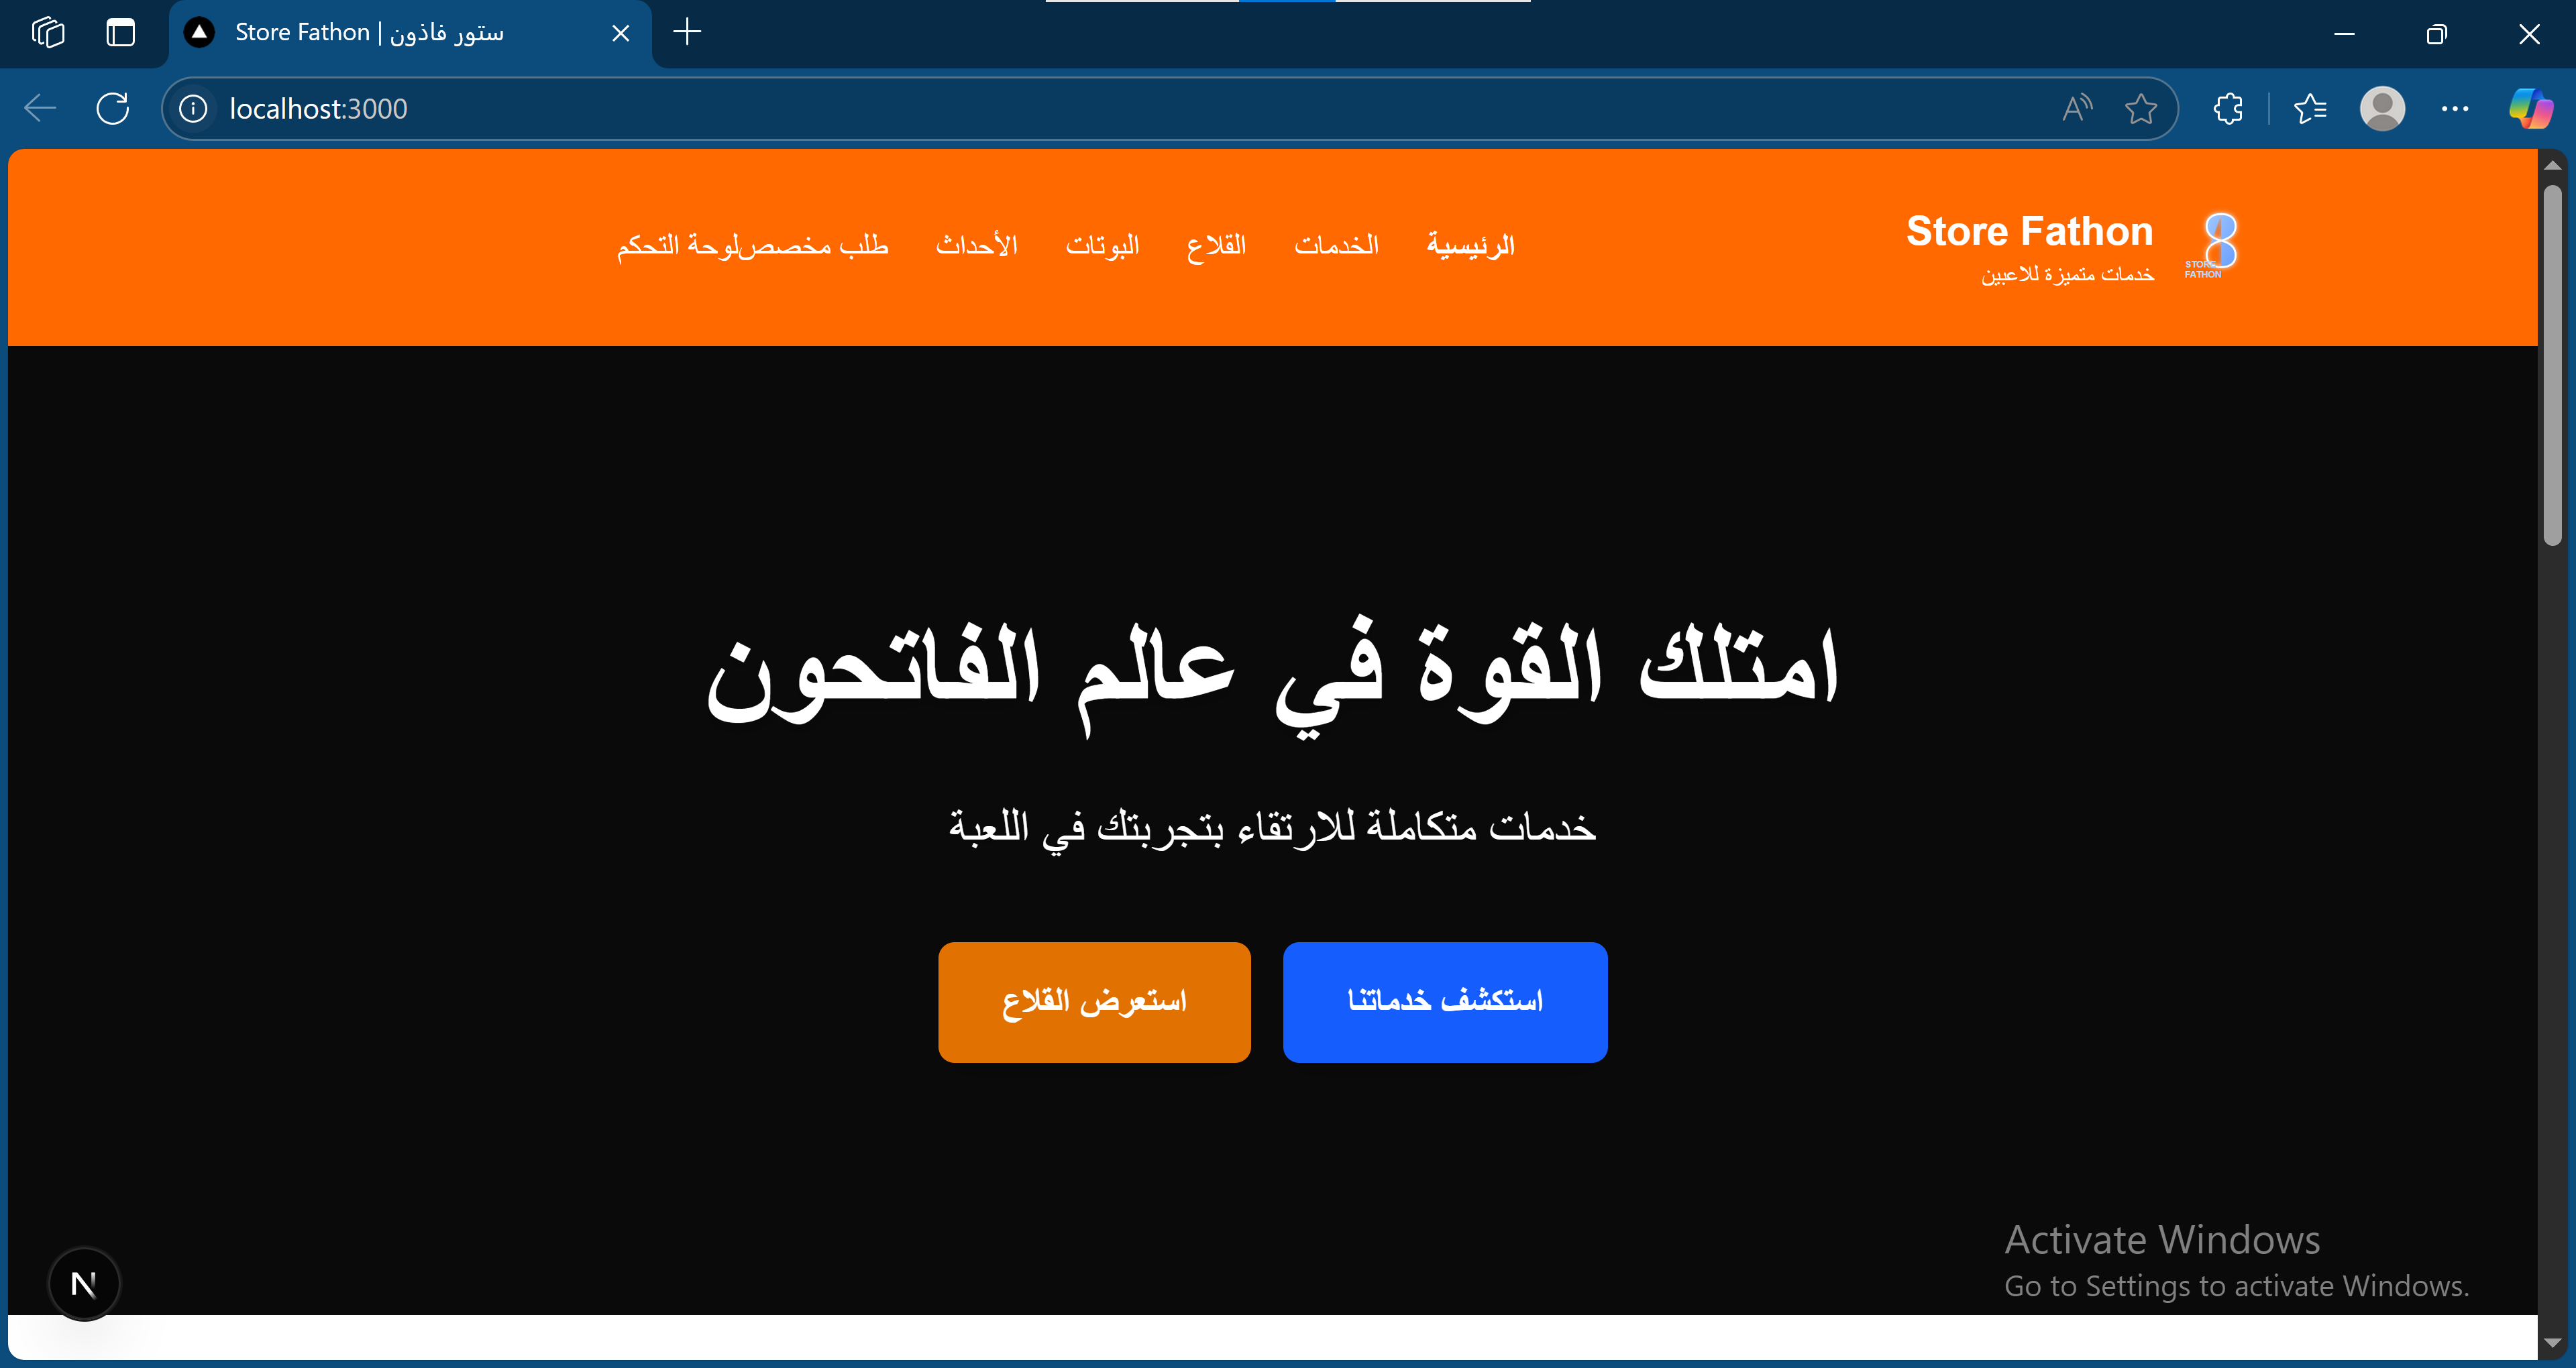 Store Fathon | ستور فاذون
localhost:3000
STORE
FATHON
Store Fathon
خدمات متميزة للاعبين
الرئيسية الخدمات القلاع البوتات الأحداث طلب مخصصلوحة التحكم
امتلك القوة في عالم الفاتحون
خدمات متكاملة للارتقاء بتجربتك في اللعبة
استكشف خدماتنا استعرض القلاع
N
Activate Windows
Go to Settings to activate Windows.